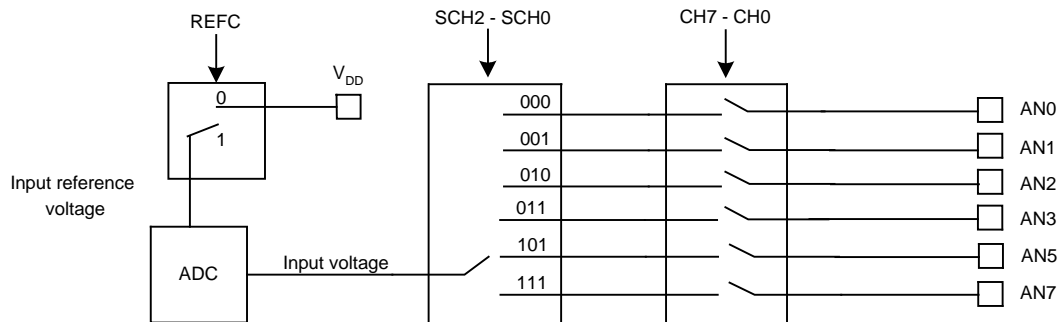 REFC
SCH2 - SCH0
CH7 - CH0
VDD
0
1
000
001
010
011
101
111
AN0
AN1
AN2
AN3
AN5
AN7
Input reference
voltage
ADC
Input voltage